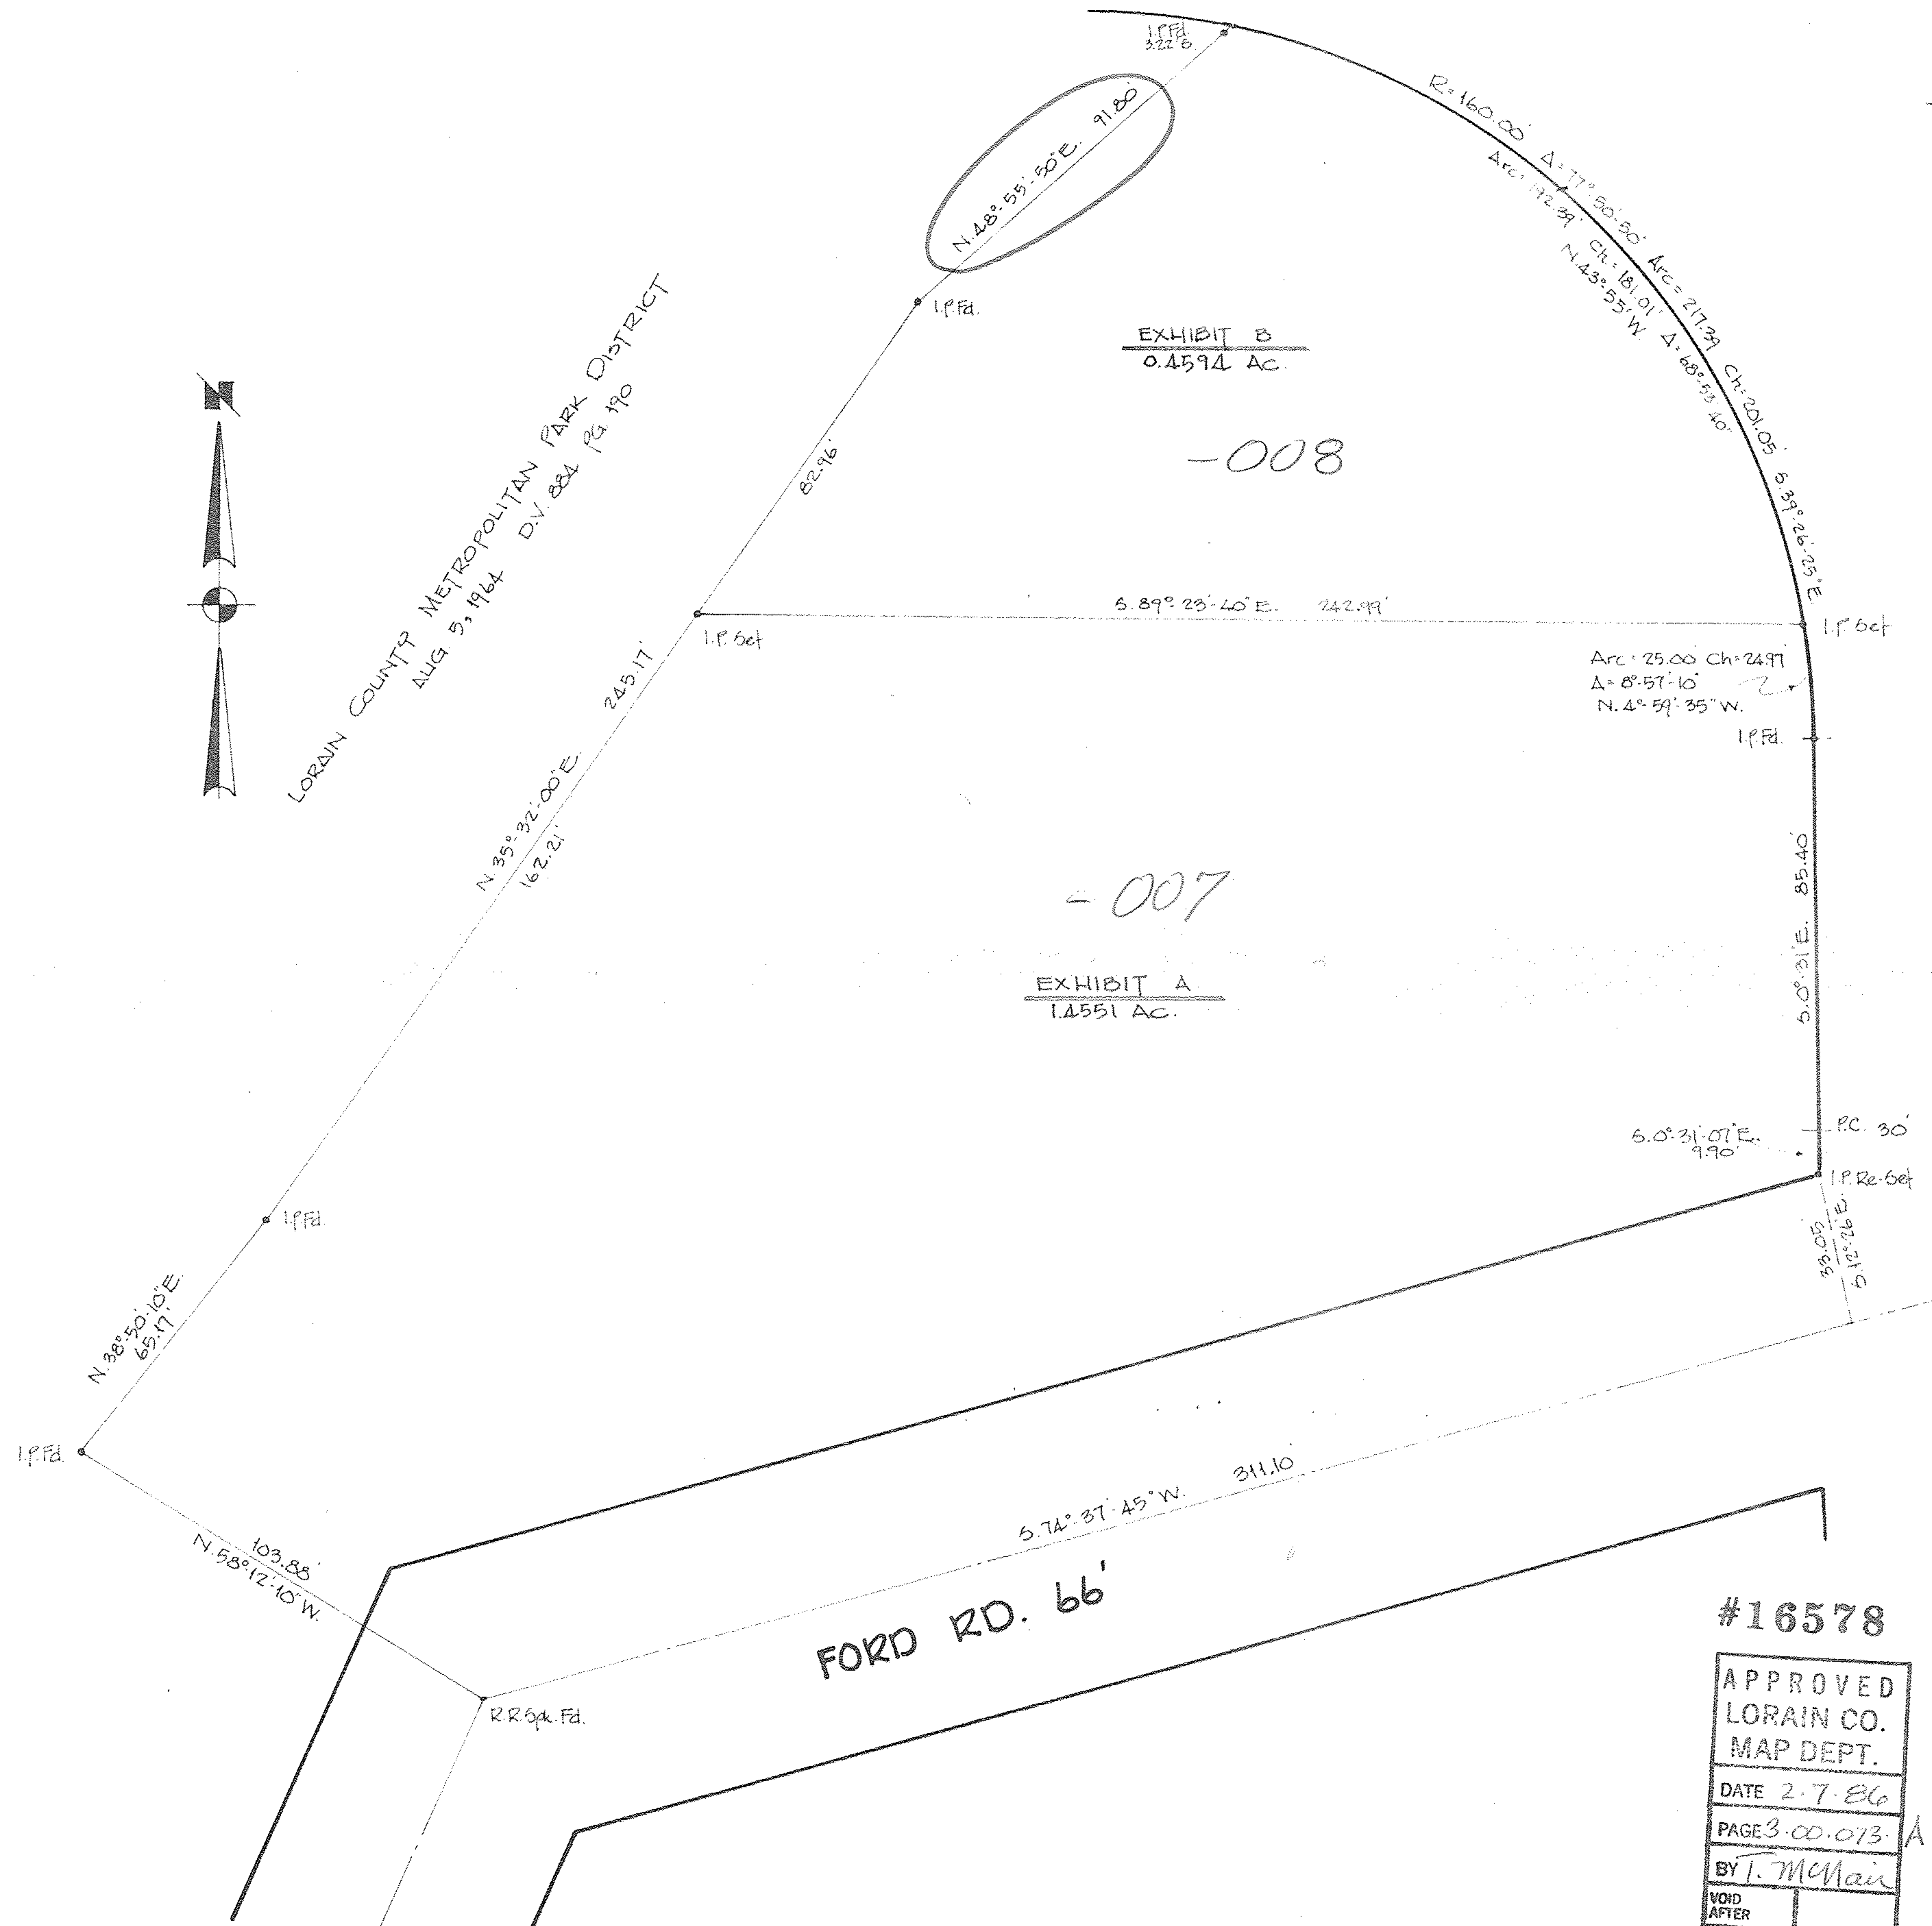 I.P.Fd.
3.22'S.
N.48°-55'-50"E. 91.80'
R=160.00' Δ=77°-50'-50" Arc=217.39 Ch=201.05' S.39°-26'-25"E.
Arc=192.39' Ch.=181.01' Δ=68°-53'-40"
N.43°-55'W.
I.P.Fd.
EXHIBIT B
0.4594 AC.
-008
LORAIN COUNTY METROPOLITAN PARK DISTRICT
AUG 5, 1964 D.V. 884 PG. 190
N
82.96'
S.89°-23'-40"E. 242.99'
I.P. Set
I.P. Set
Arc=25.00' Ch=24.97'
Δ=8°-57'-10"
N.4°-59'-35"W.
I.P.Fd.
245.17'
N 35°-32'-00"E.
162.21'
S.0°-31'E. 85.40'
-007
EXHIBIT A
1.4551 AC.
S.0°-31'-07"E.
9.90'
P.C. 30'
I.P. Re-Set
33.05'
S.12°-26'E.
I.P.Fd.
N.38°-50'-10"E.
65.17'
I.P.Fd.
103.88'
N.58°-12'-10"W.
S.74°-37'-45"W. 311.10'
FORD RD. 66'
R.R.Spk.Fd.
#16578
APPROVED
LORAIN CO.
MAP DEPT.
DATE 2.7.86
PAGE 3.00.073. A
BY T. McNair
VOID
AFTER